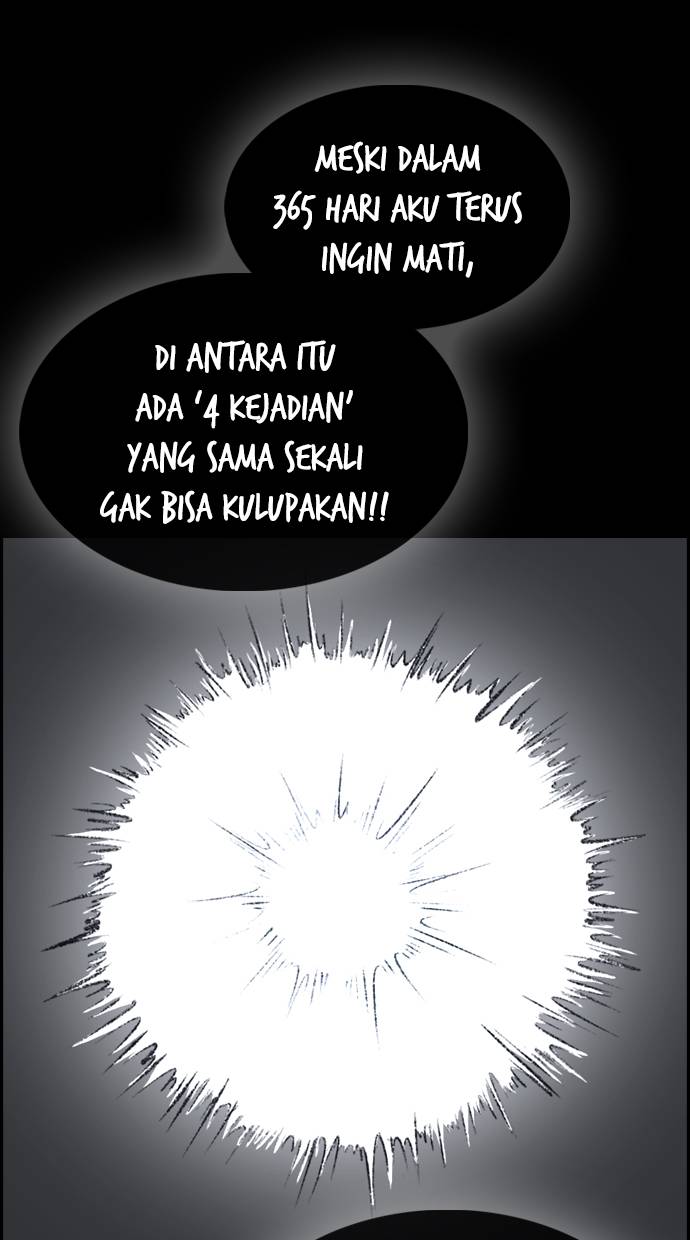 MESKI DALAM
365 HARI AKU TERUS
INGIN MATI,
DI ANTARA ITU
ADA '4 KEJADIAN'
YANG SAMA SEKALI
GAK BISA KULUPAKAN!!